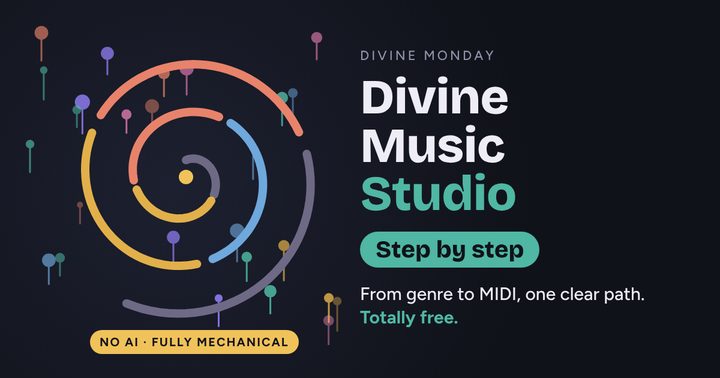 DIVINE MONDAY
Divine
Music
Studio
Step by step
From genre to MIDI, one clear path.
Totally free.
NO AI · FULLY MECHANICAL